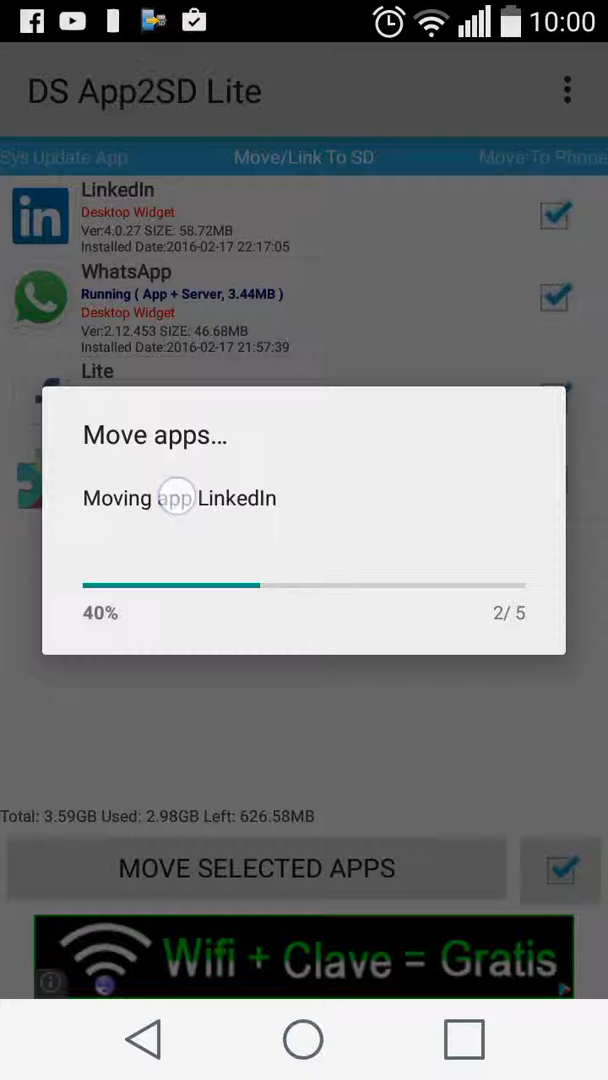 10:00
DS App2SD Lite
Sys Update App
Move/Link To SD
Move To Phone
LinkedIn
Desktop Widget
Ver:4.0.27 SIZE: 58.72MB
Installed Date:2016-02-17 22:17:05
WhatsApp
Running ( App + Server, 3.44MB )
Desktop Widget
Ver:2.12.453 SIZE: 46.68MB
Installed Date:2016-02-17 21:57:39
Lite
Move apps...
Moving app LinkedIn
40%
2/ 5
Total: 3.59GB Used: 2.98GB Left: 626.58MB
MOVE SELECTED APPS
Wifi + Clave = Gratis